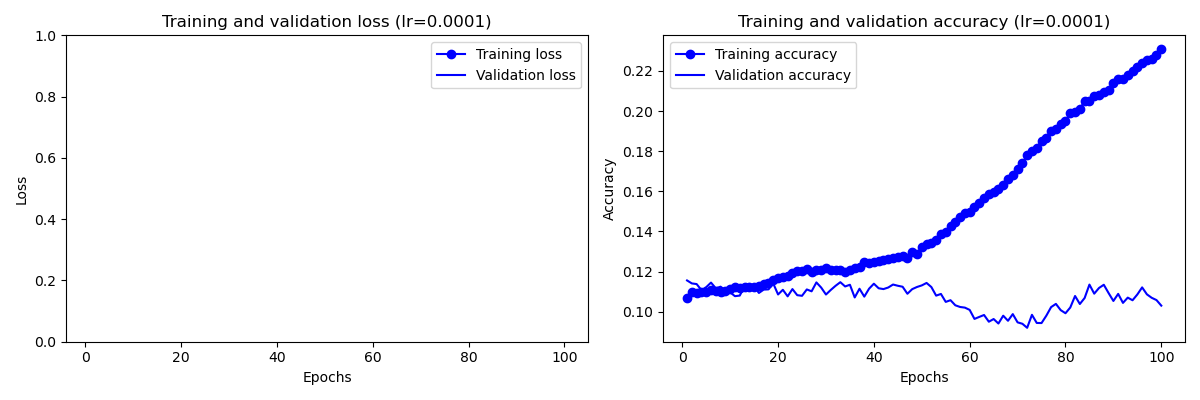 Training and validation loss (lr=0.0001)
1.0
0.8
0.6
0.4
0.2
0.0
Loss
Training loss
Validation loss
0 20 40 60 80 100
Epochs
Training and validation accuracy (lr=0.0001)
0.22
0.20
0.18
0.16
0.14
0.12
0.10
Accuracy
Training accuracy
Validation accuracy
0 20 40 60 80 100
Epochs